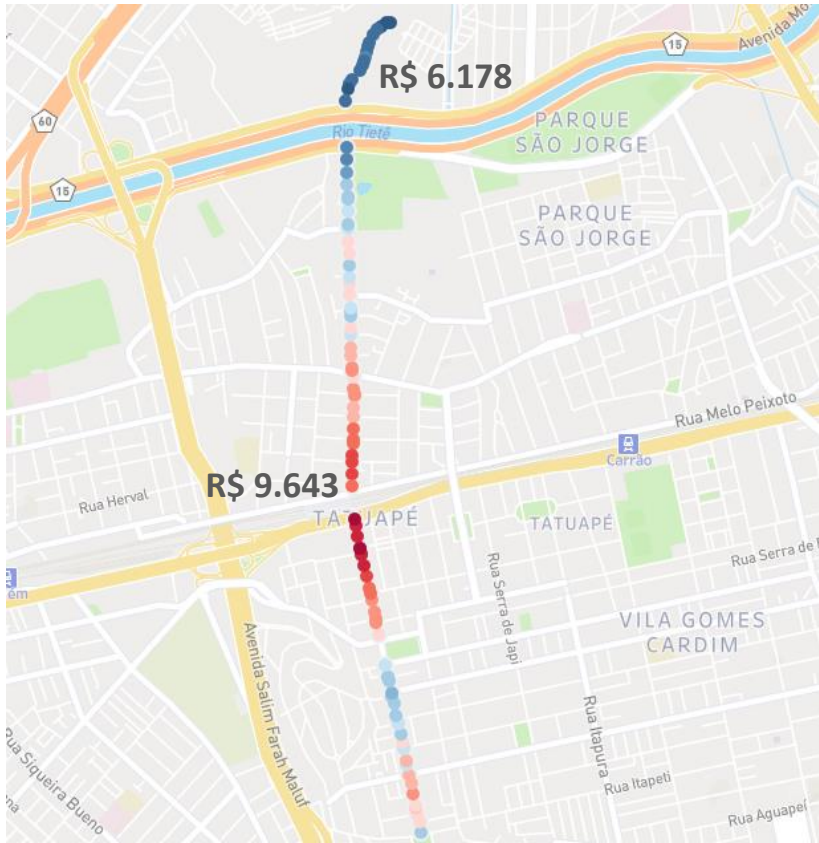 Avenida Mo
15
R$ 6.178
60
Rio Tietê
PARQUE
SÃO JORGE
15
PARQUE
SÃO JORGE
Rua Melo Peixoto
Carrão
R$ 9.643
Rua Herval
TATUAPÉ
TATUAPÉ
Rua Serra de
ém
Rua Serra de Japi
VILA GOMES
CARDIM
Avenida Salim Farah Maluf
Rua Itapura
Rua Siqueira Bueno
Rua Itapeti
na
Rua Aguapeí